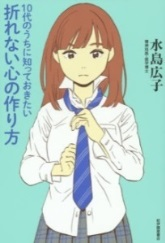 10代のうちに知っておきたい
折れない心の作り方
水島広子